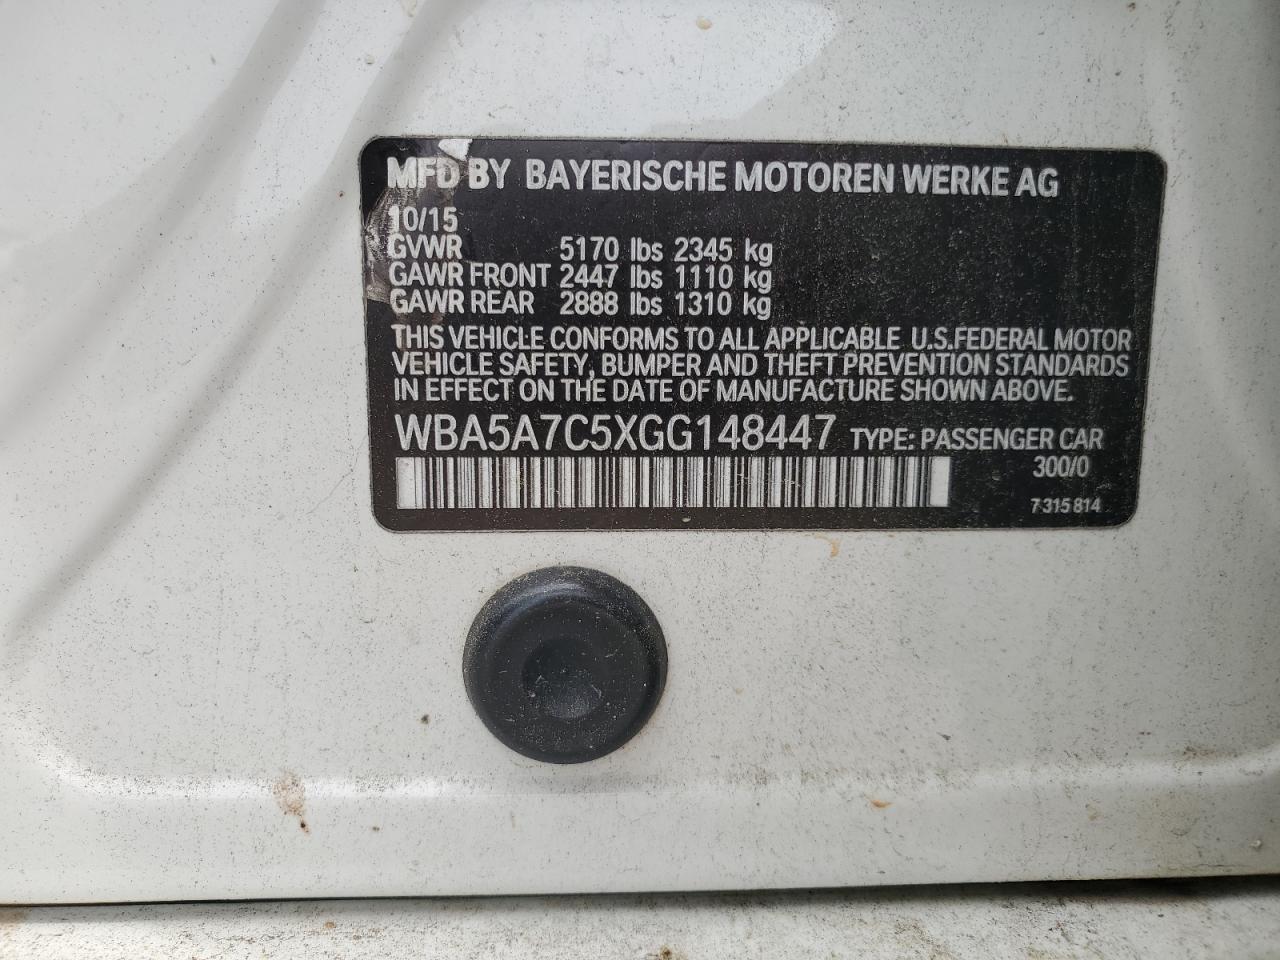 MFD BY BAYERISCHE MOTOREN WERKE AG
10/15
GVWR 5170 lbs 2345 kg
GAWR FRONT 2447 lbs 1110 kg
GAWR REAR 2888 lbs 1310 kg
THIS VEHICLE CONFORMS TO ALL APPLICABLE U.S.FEDERAL MOTOR
VEHICLE SAFETY, BUMPER AND THEFT PREVENTION STANDARDS
IN EFFECT ON THE DATE OF MANUFACTURE SHOWN ABOVE.
WBA5A7C5XGG148447 TYPE: PASSENGER CAR
300/0
7 315 814